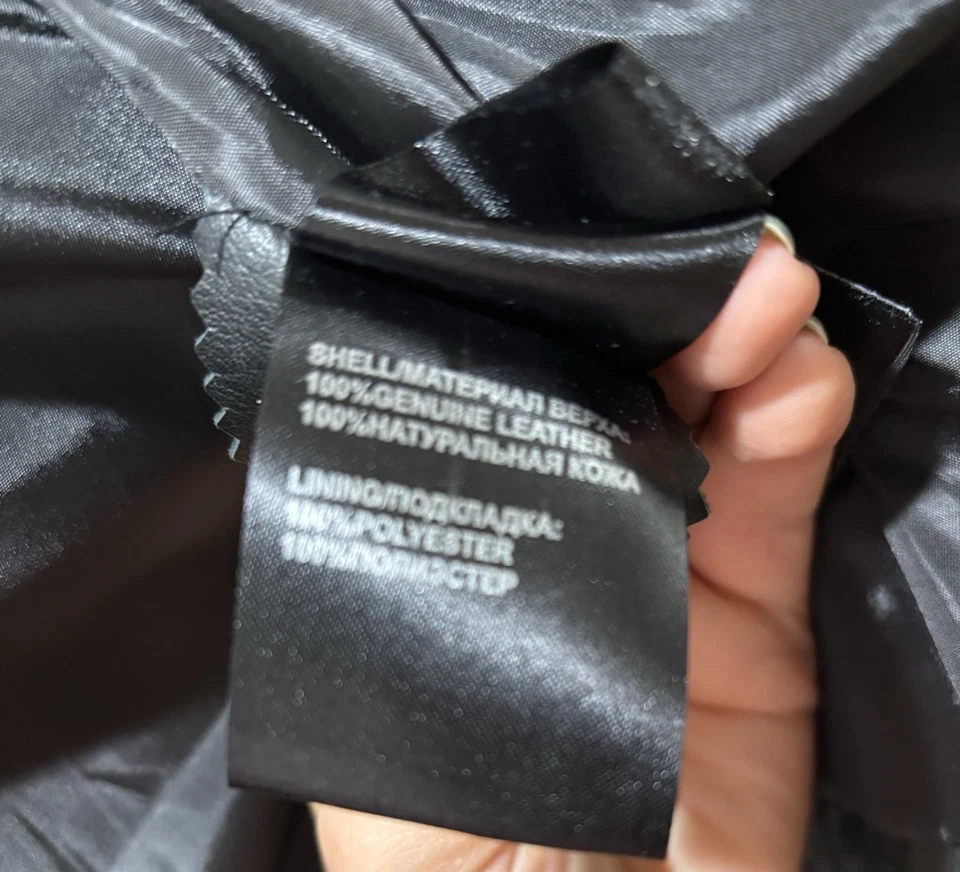 SHELL/МАТЕРИАЛ ВЕРХА:
100%GENUINE LEATHER
100%НАТУРАЛЬНАЯ КОЖА
LINING/ПОДКЛАДКА:
100%POLYESTER
100%ПОЛИЭСТЕР